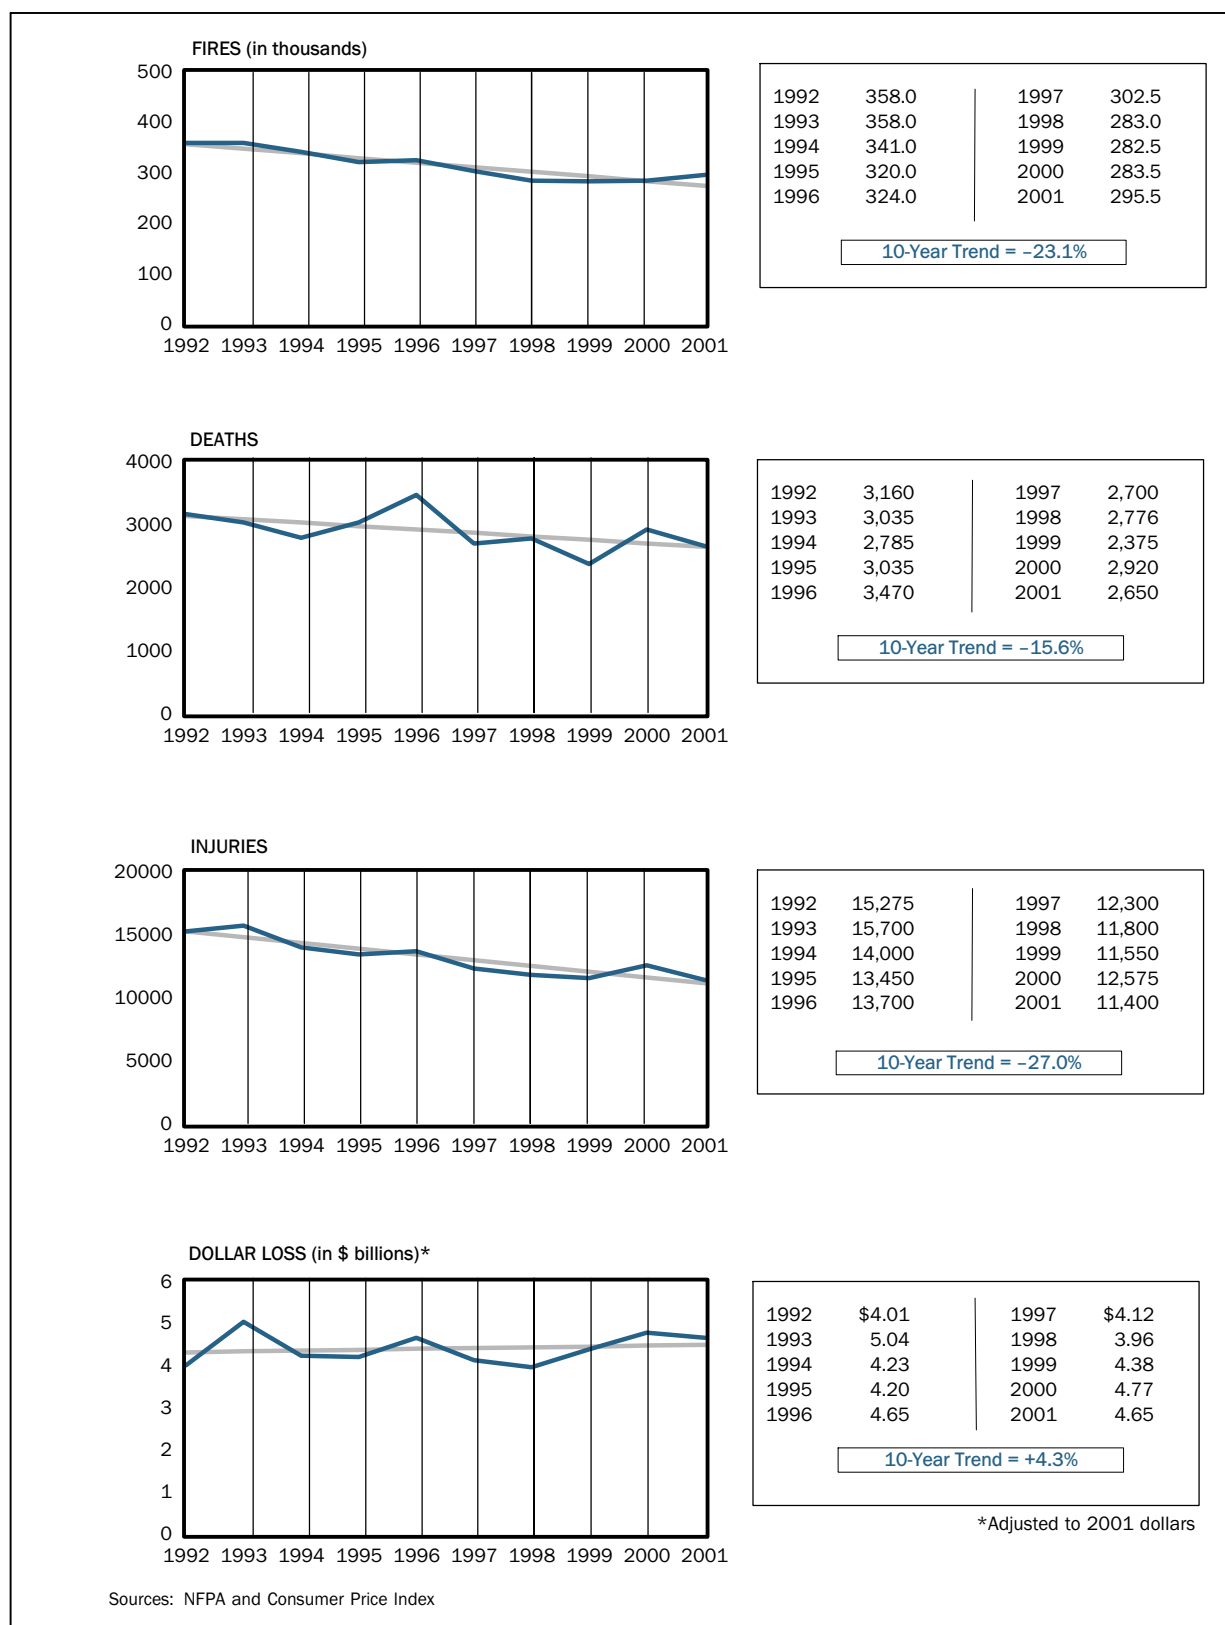 FIRES (in thousands)
500
400
300
200
100
0
1992 1993 1994 1995 1996 1997 1998 1999 2000 2001
1992 358.0 1997 302.5
1993 358.0 1998 283.0
1994 341.0 1999 282.5
1995 320.0 2000 283.5
1996 324.0 2001 295.5
10-Year Trend = –23.1%
DEATHS
4000
3000
2000
1000
0
1992 1993 1994 1995 1996 1997 1998 1999 2000 2001
1992 3,160 1997 2,700
1993 3,035 1998 2,776
1994 2,785 1999 2,375
1995 3,035 2000 2,920
1996 3,470 2001 2,650
10-Year Trend = –15.6%
INJURIES
20000
15000
10000
5000
0
1992 1993 1994 1995 1996 1997 1998 1999 2000 2001
1992 15,275 1997 12,300
1993 15,700 1998 11,800
1994 14,000 1999 11,550
1995 13,450 2000 12,575
1996 13,700 2001 11,400
10-Year Trend = –27.0%
DOLLAR LOSS (in $ billions)*
6
5
4
3
2
1
0
1992 1993 1994 1995 1996 1997 1998 1999 2000 2001
1992 $4.01 1997 $4.12
1993 5.04 1998 3.96
1994 4.23 1999 4.38
1995 4.20 2000 4.77
1996 4.65 2001 4.65
10-Year Trend = +4.3%
*Adjusted to 2001 dollars
Sources: NFPA and Consumer Price Index